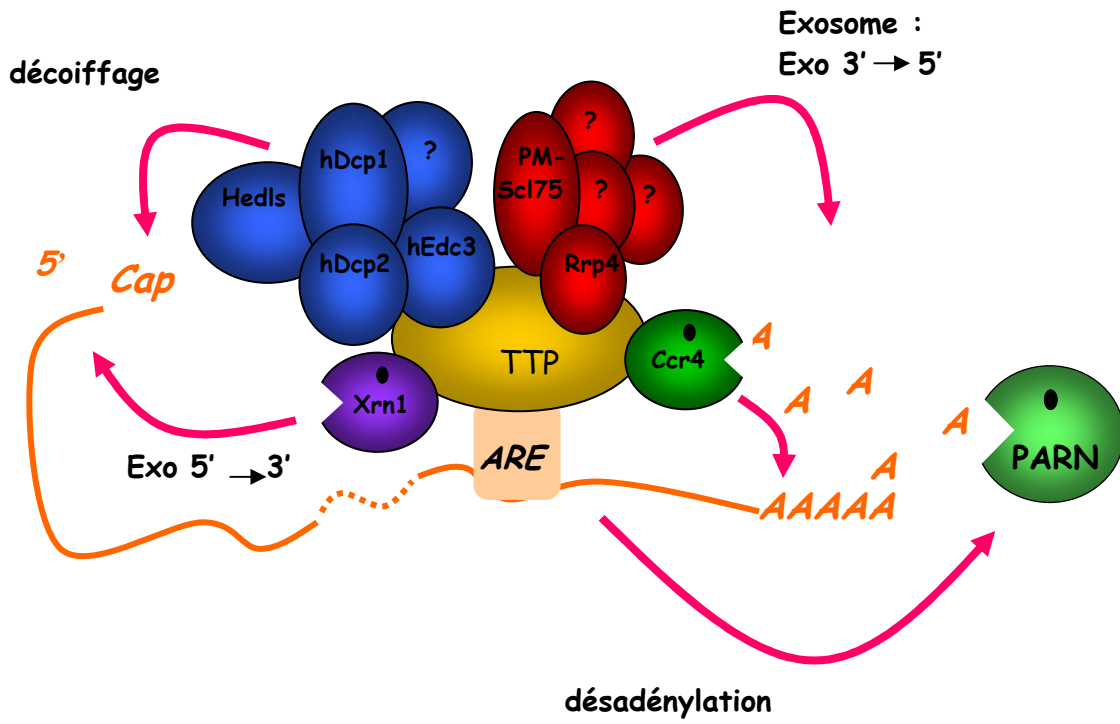 Exosome :
Exo 3' → 5'
décoiffage
?
hDcp1
?
PM-
Scl75
?
?
Hedls
hEdc3
hDcp2
Rrp4
5'
Cap
TTP
Ccr4
A
A
A
A
Xrn1
PARN
ARE
Exo 5' → 3'
A
AAAAA
désadénylation